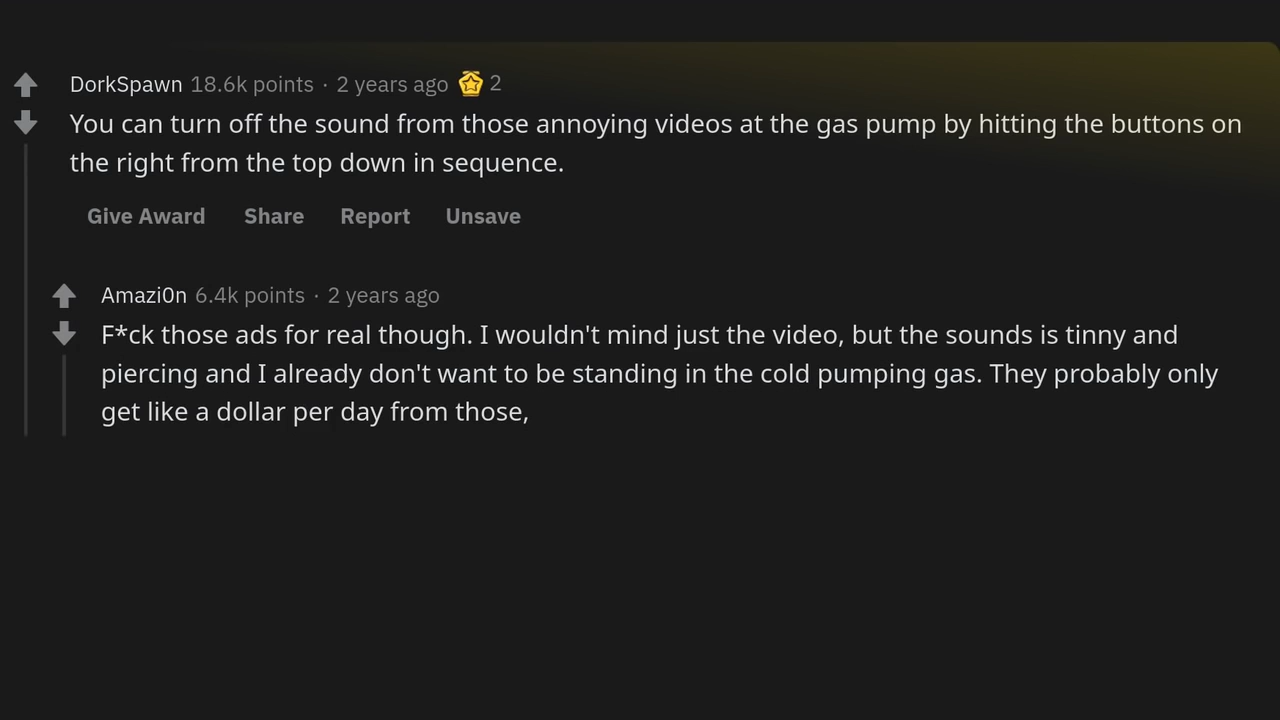 DorkSpawn 18.6k points · 2 years ago 2
You can turn off the sound from those annoying videos at the gas pump by hitting the buttons on
the right from the top down in sequence.
Give Award Share Report Unsave
Amazi0n 6.4k points · 2 years ago
F*ck those ads for real though. I wouldn't mind just the video, but the sounds is tinny and
piercing and I already don't want to be standing in the cold pumping gas. They probably only
get like a dollar per day from those,